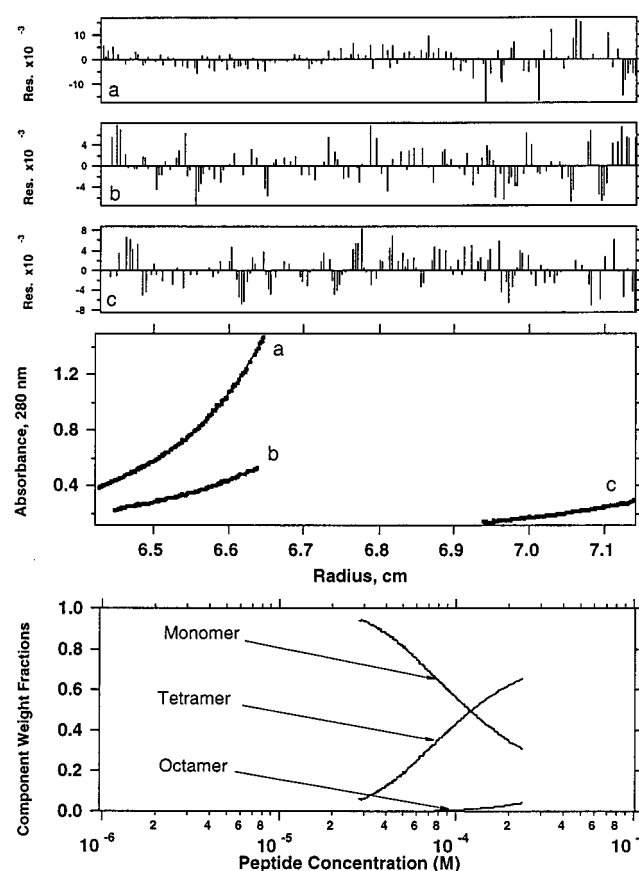 Res. x10 -3
10
0
-10
a
Res. x10 -3
4
0
-4
b
Res. x10 -3
8
4
0
-4
-8
c
Absorbance, 280 nm
1.2
0.8
0.4
a
b
c
6.5 6.6 6.7 6.8 6.9 7.0 7.1
Radius, cm
Component Weight Fractions
1.0
0.8
0.6
0.4
0.2
0.0
Monomer
Tetramer
Octamer
2 4 6 8 2 4 6 8 2 4 6 8
10^-6 10^-5 10^-4
Peptide Concentration (M)